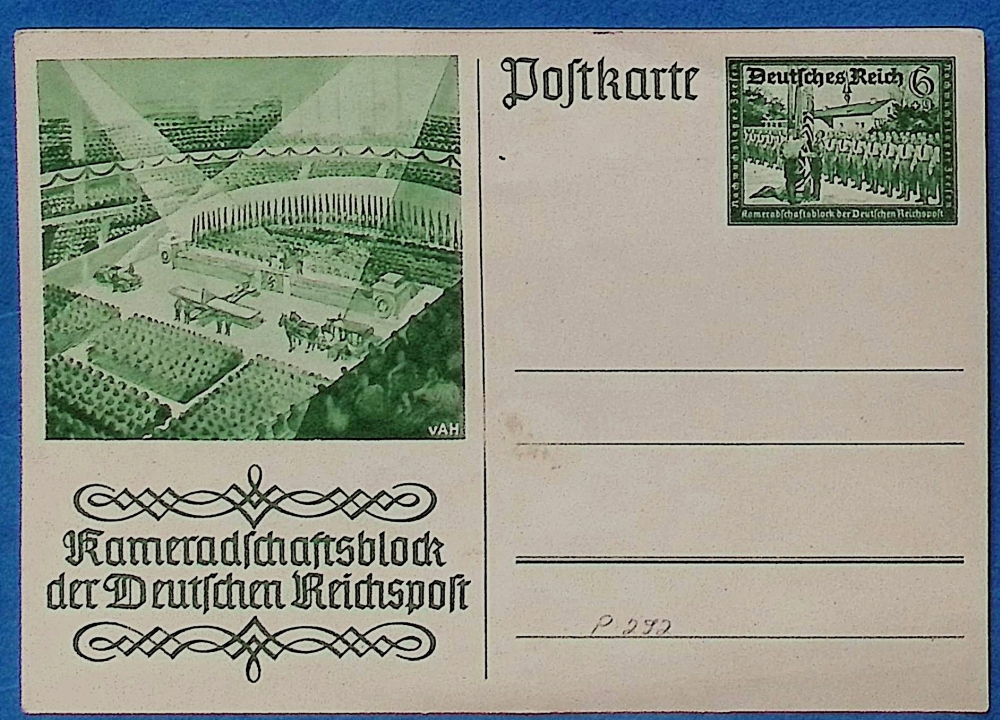 Postkarte
Deutsches Reich 6
+9
Kameradschaftsblock der Deutschen Reichspost
vAH
Kameradschaftsblock
der Deutschen Reichspost
P 292